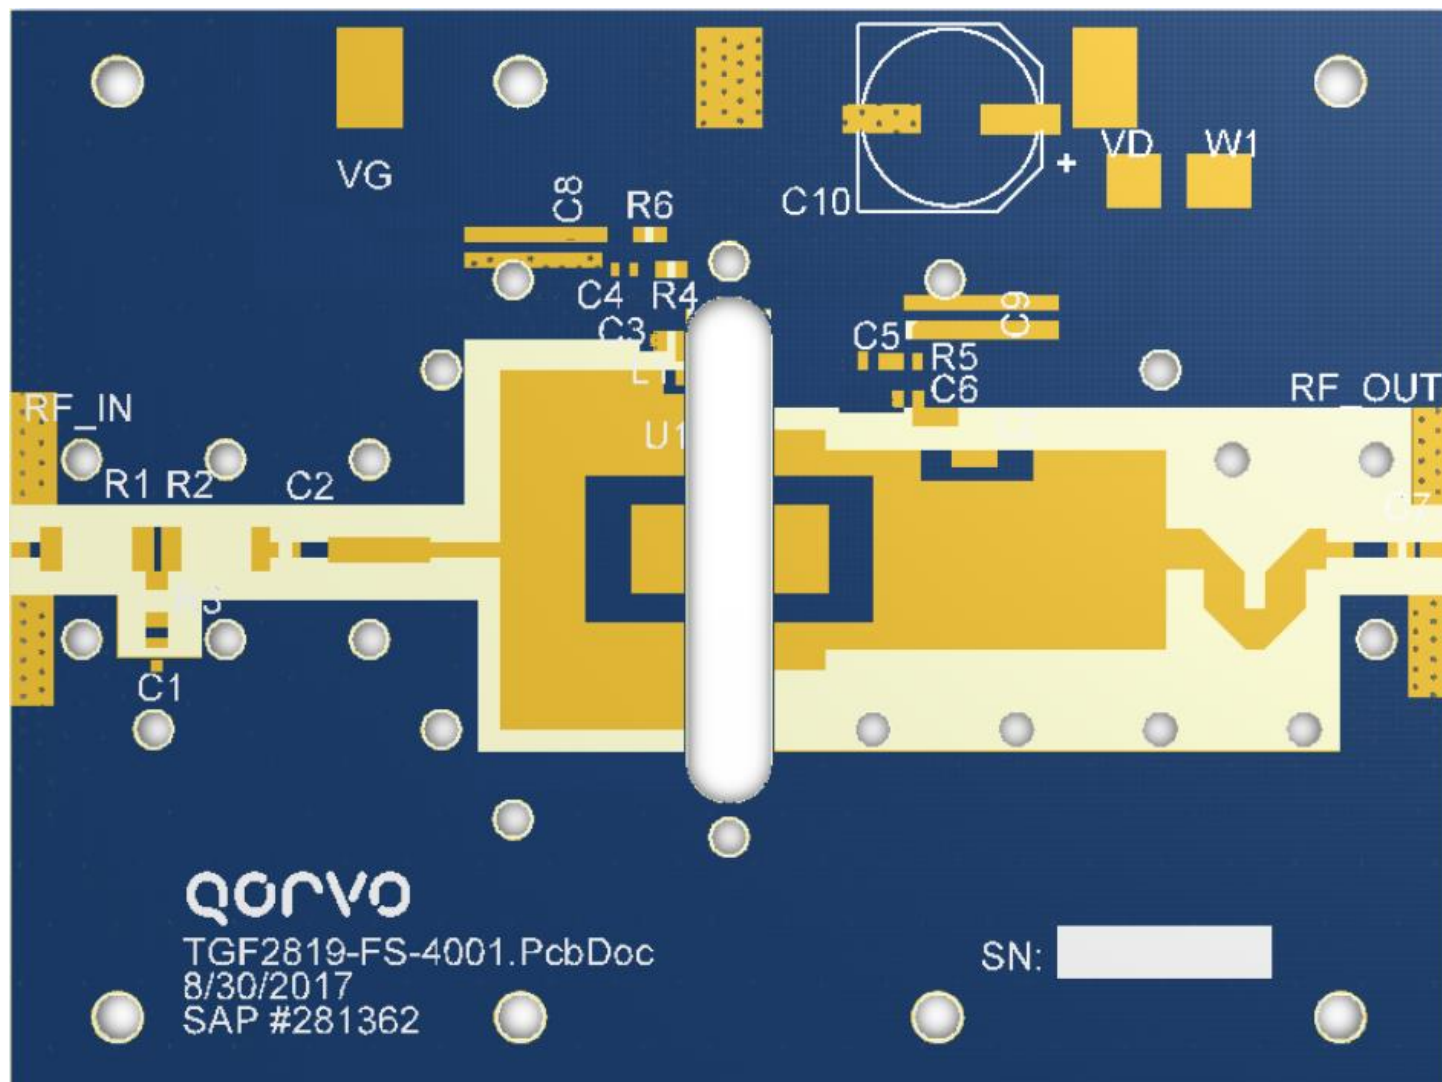 VG
VD
W1
C8
R6
C10
+
C4
R4
C3
C9
C5
R5
C6
L1
RF_IN
RF_OUT
U1
R1
R2
C2
C7
C1
QORVO
TGF2819-FS-4001.PcbDoc
8/30/2017
SAP #281362
SN: